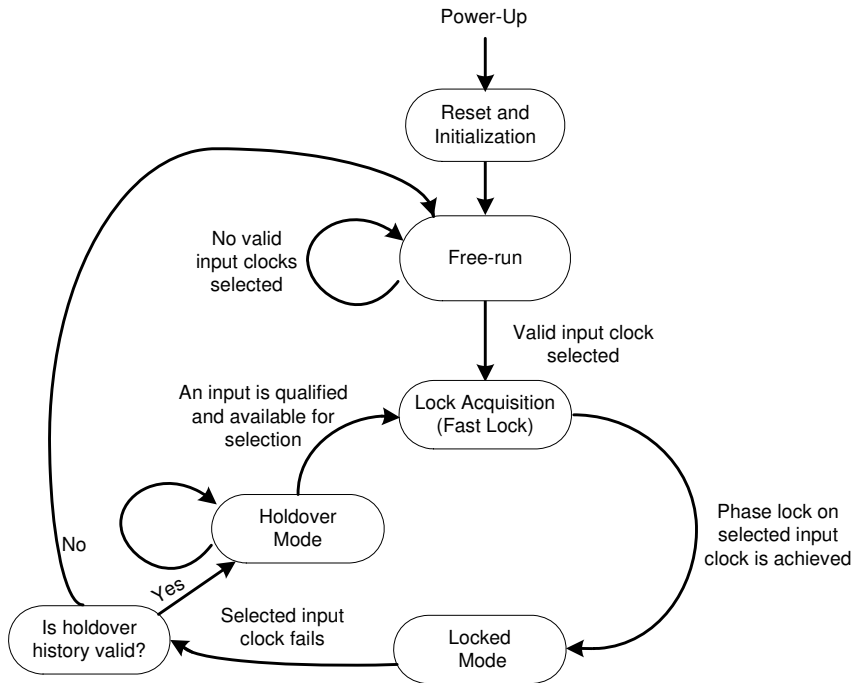 Power-Up
Reset and
Initialization
No valid
input clocks
selected
Free-run
Valid input clock
selected
An input is qualified
and available for
selection
Lock Acquisition
(Fast Lock)
Holdover
Mode
Phase lock on
selected input
clock is achieved
No
Yes
Is holdover
history valid?
Selected input
clock fails
Locked
Mode